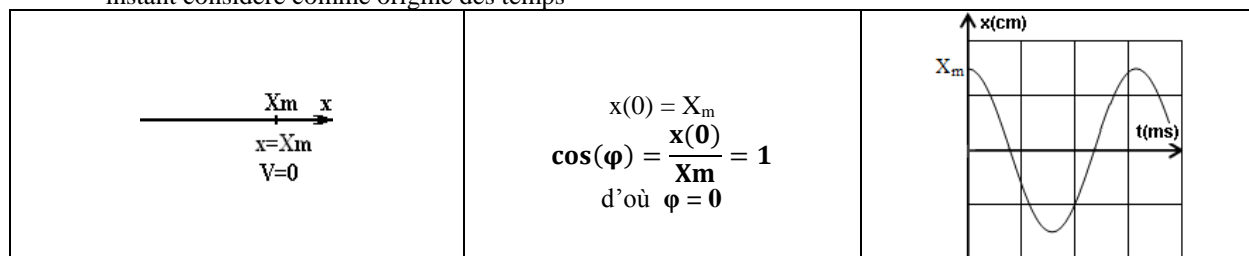 instant considéré comme origine des temps
Xm x
x=Xm
V=0
x(0) = Xₘ
cos(φ) = x(0)/Xm = 1
d’où φ = 0
x(cm)
Xₘ
t(ms)